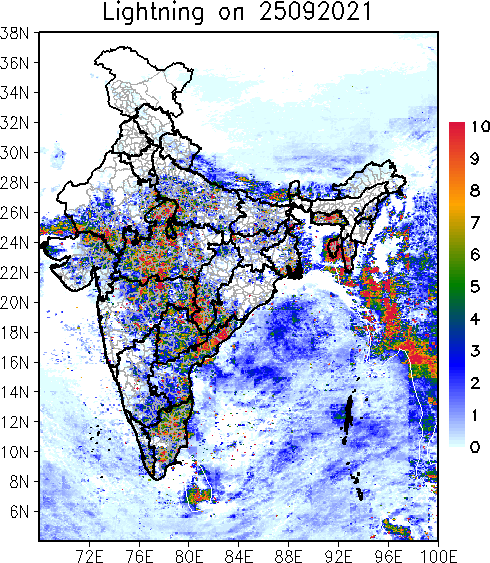 Lightning on 25092021
38N
36N
34N
32N
30N
28N
26N
24N
22N
20N
18N
16N
14N
12N
10N
8N
6N
72E 76E 80E 84E 88E 92E 96E 100E
10
9
8
7
6
5
4
3
2
1
0